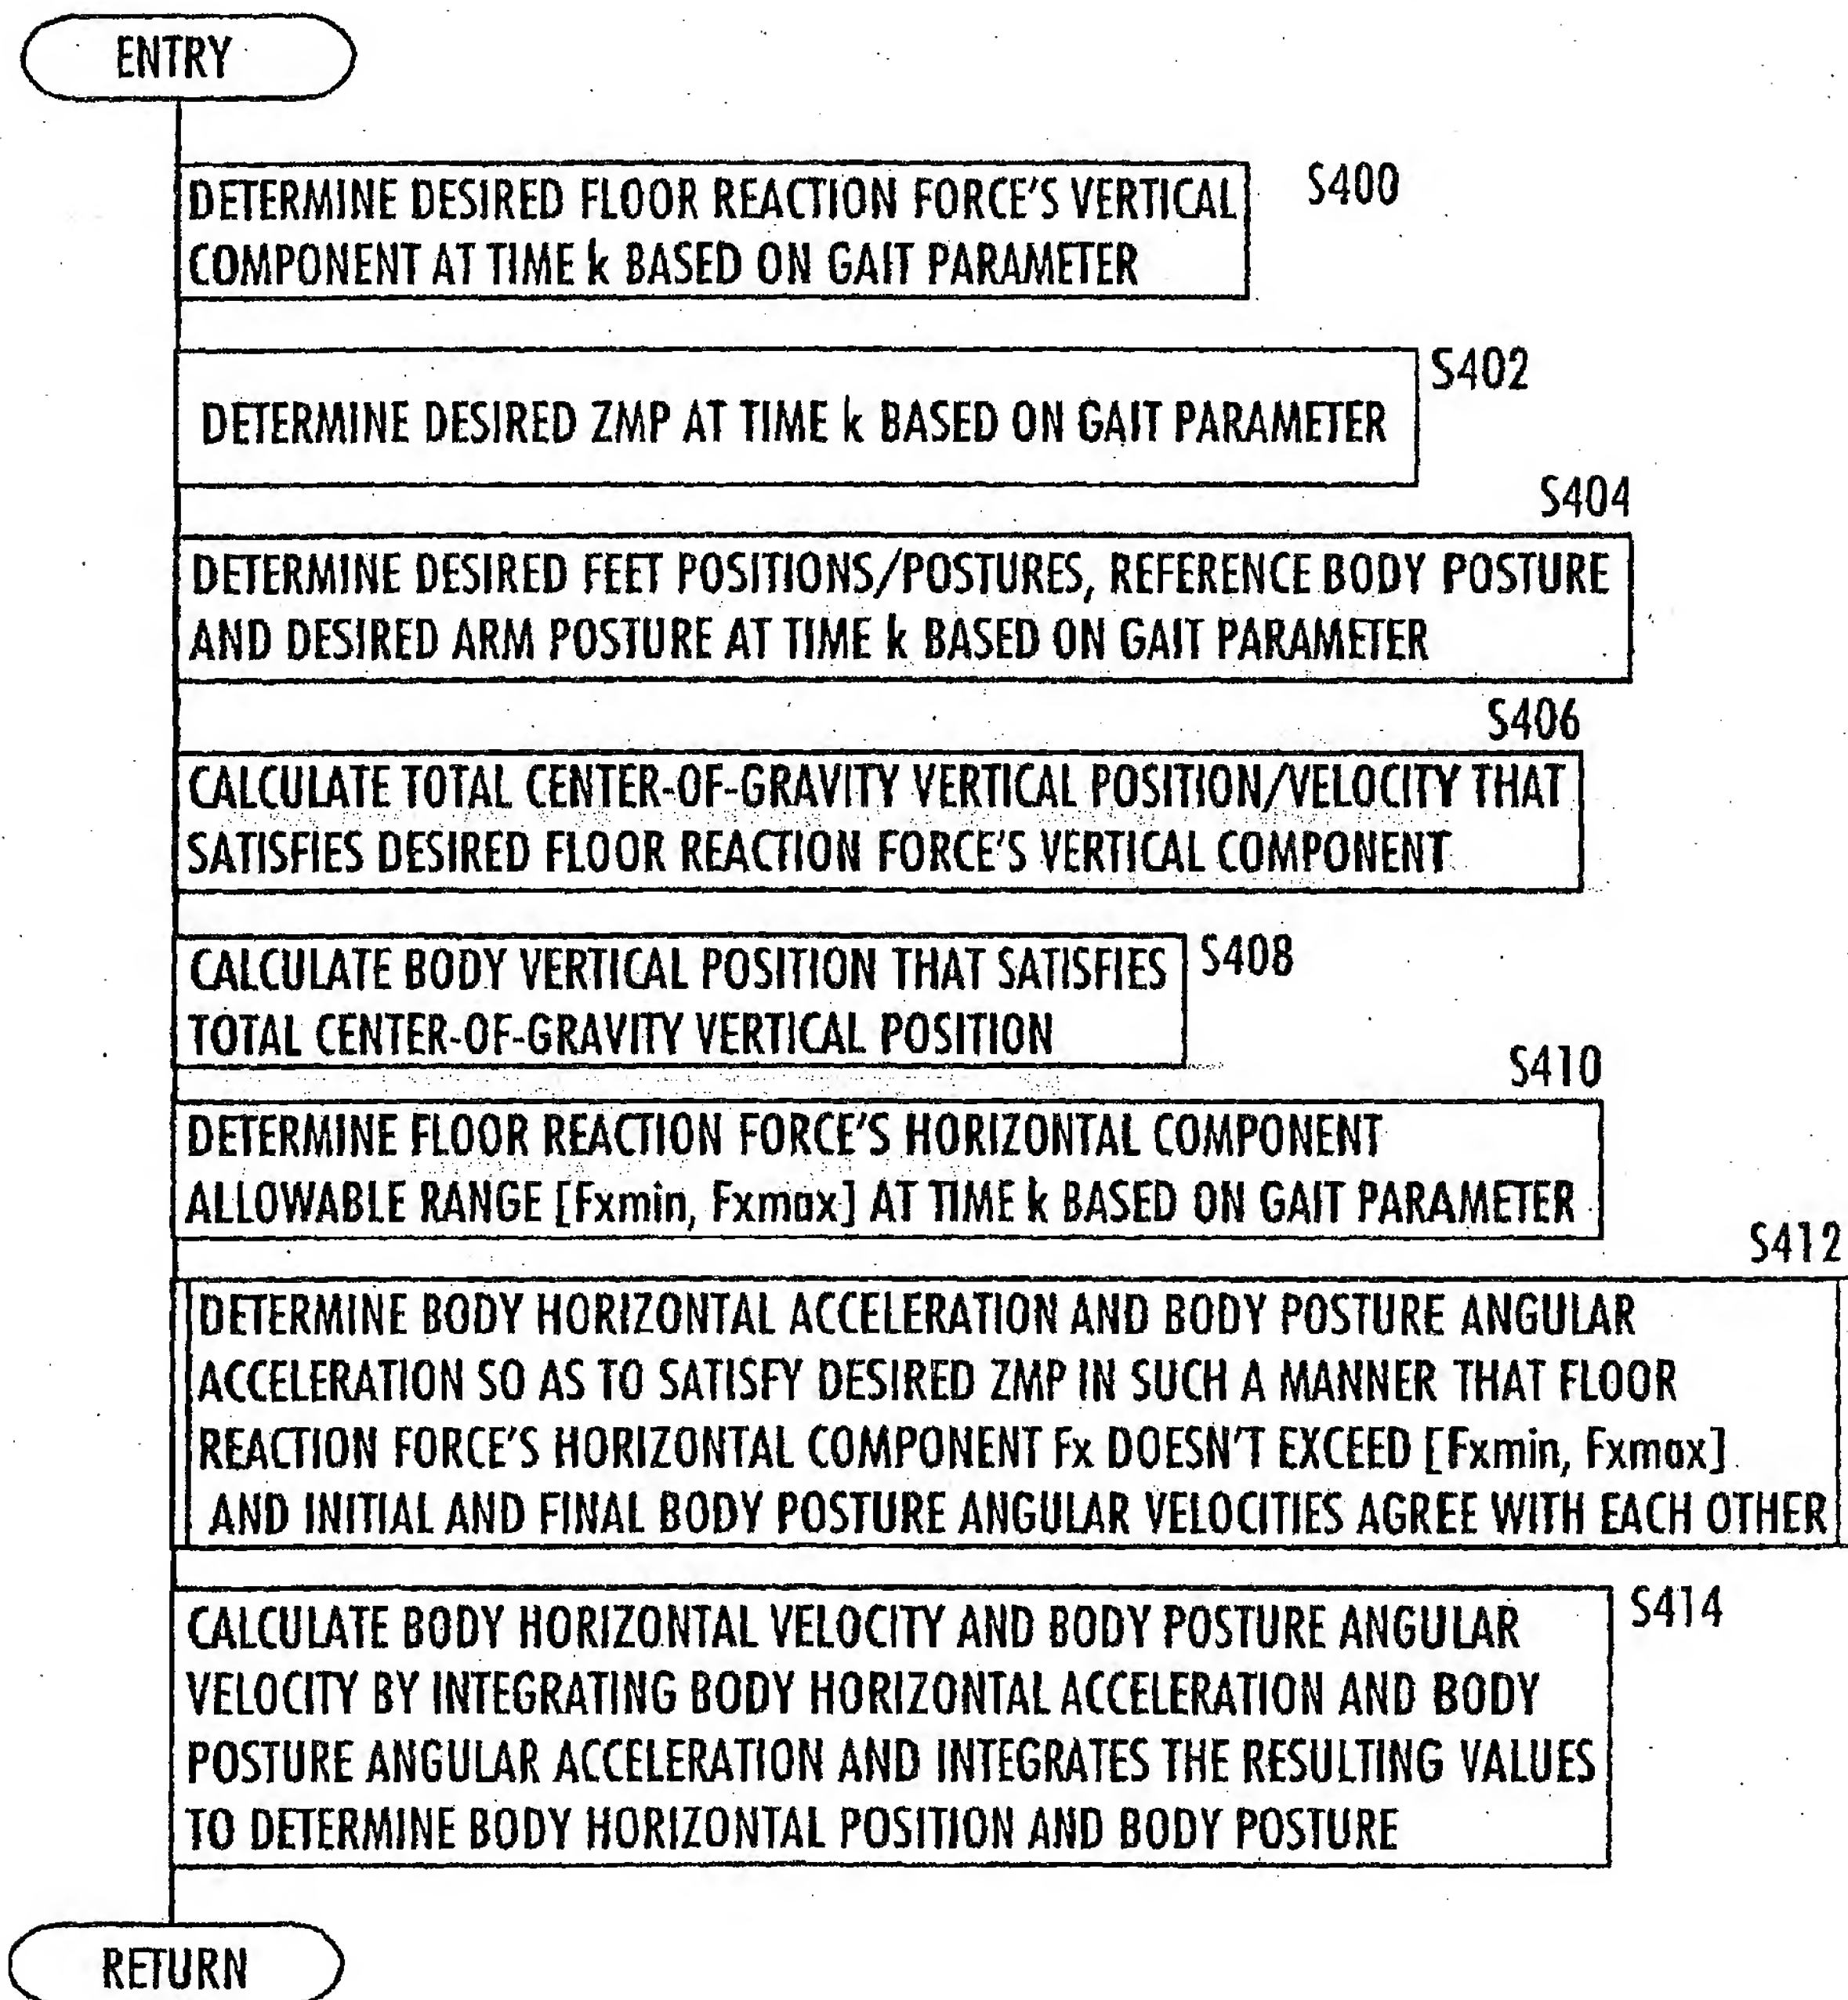 ENTRY
DETERMINE DESIRED FLOOR REACTION FORCE'S VERTICAL
COMPONENT AT TIME k BASED ON GAIT PARAMETER
S400
DETERMINE DESIRED ZMP AT TIME k BASED ON GAIT PARAMETER
S402
S404
DETERMINE DESIRED FEET POSITIONS/POSTURES, REFERENCE BODY POSTURE
AND DESIRED ARM POSTURE AT TIME k BASED ON GAIT PARAMETER
S406
CALCULATE TOTAL CENTER-OF-GRAVITY VERTICAL POSITION/VELOCITY THAT
SATISFIES DESIRED FLOOR REACTION FORCE'S VERTICAL COMPONENT
CALCULATE BODY VERTICAL POSITION THAT SATISFIES
TOTAL CENTER-OF-GRAVITY VERTICAL POSITION
S408
S410
DETERMINE FLOOR REACTION FORCE'S HORIZONTAL COMPONENT
ALLOWABLE RANGE [Fxmin, Fxmax] AT TIME k BASED ON GAIT PARAMETER
S412
DETERMINE BODY HORIZONTAL ACCELERATION AND BODY POSTURE ANGULAR
ACCELERATION SO AS TO SATISFY DESIRED ZMP IN SUCH A MANNER THAT FLOOR
REACTION FORCE'S HORIZONTAL COMPONENT Fx DOESN'T EXCEED [Fxmin, Fxmax]
AND INITIAL AND FINAL BODY POSTURE ANGULAR VELOCITIES AGREE WITH EACH OTHER
CALCULATE BODY HORIZONTAL VELOCITY AND BODY POSTURE ANGULAR
VELOCITY BY INTEGRATING BODY HORIZONTAL ACCELERATION AND BODY
POSTURE ANGULAR ACCELERATION AND INTEGRATES THE RESULTING VALUES
TO DETERMINE BODY HORIZONTAL POSITION AND BODY POSTURE
S414
RETURN